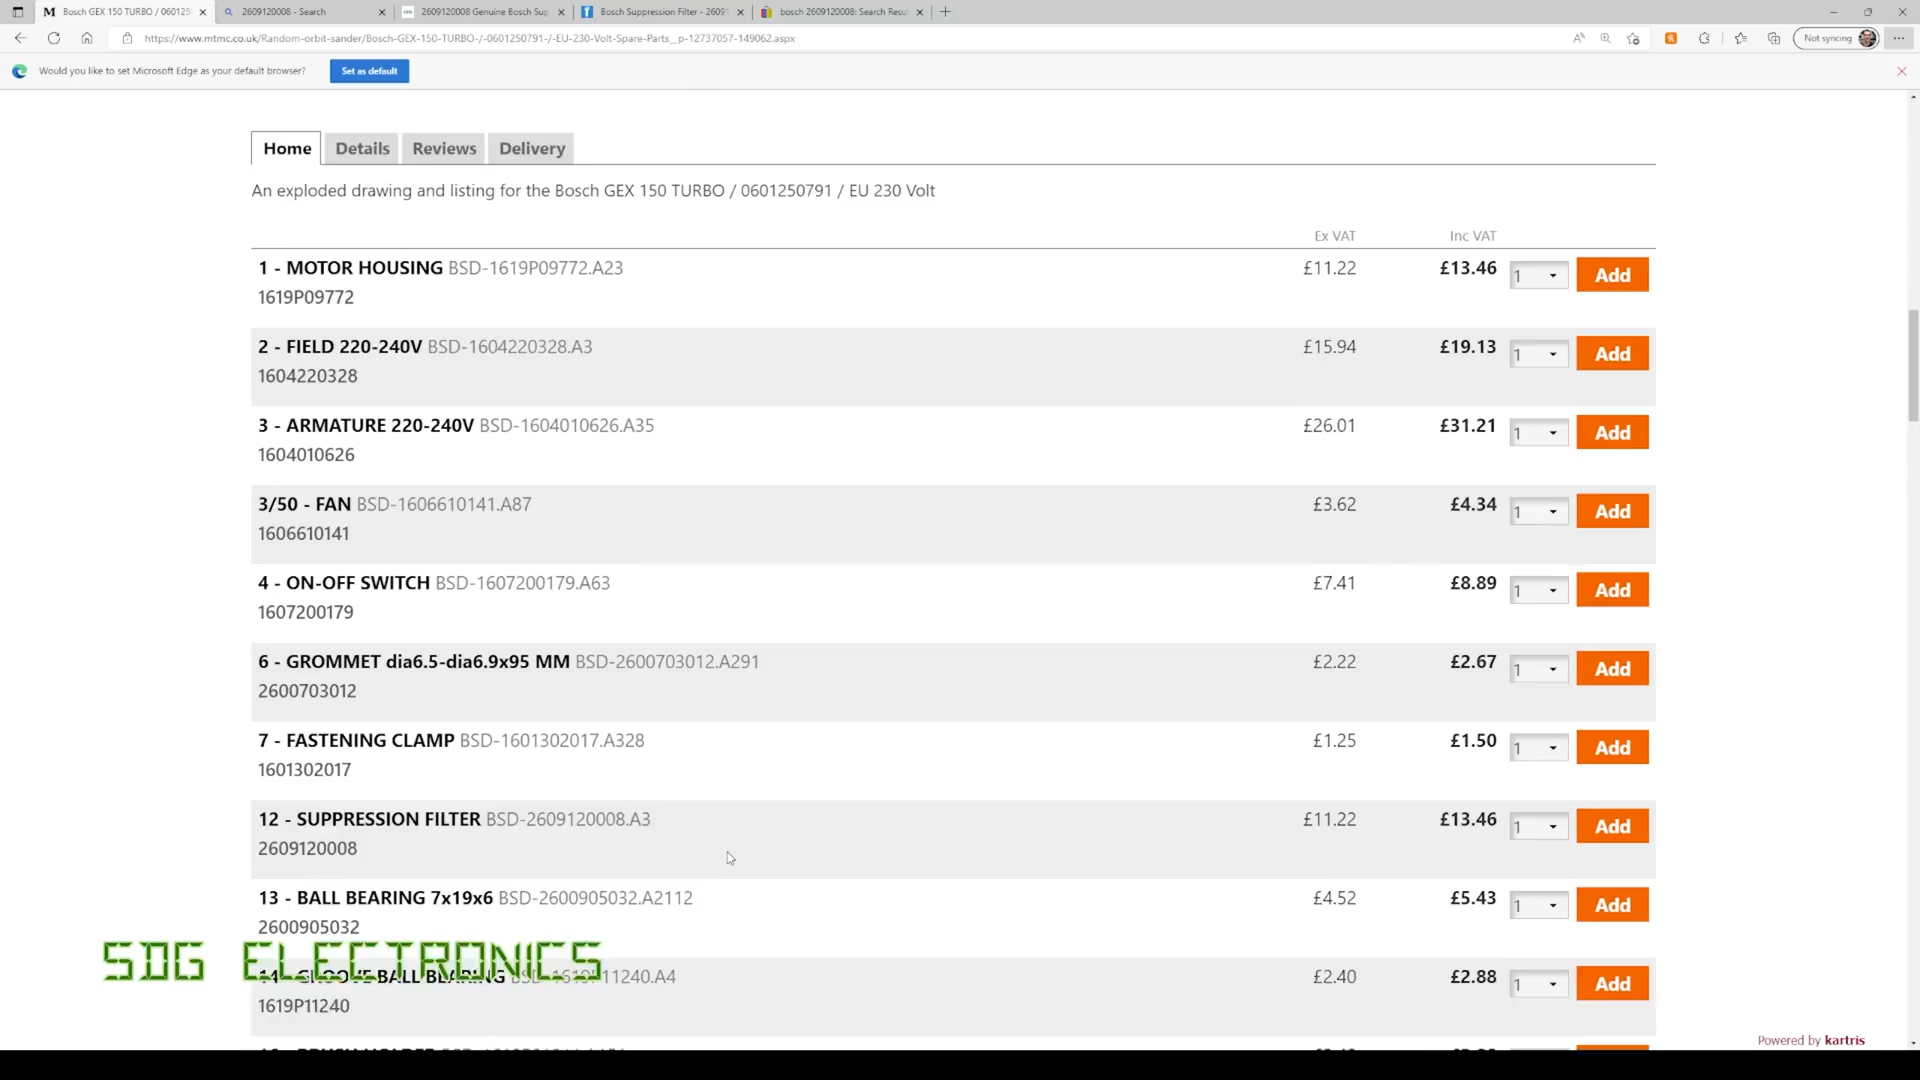 Bosch GEX 150 TURBO / 060125
2609120008 - Search
2609120008 Genuine Bosch Sup
Bosch Suppression Filter - 2609
bosch 2609120008: Search Resu
https://www.mtmc.co.uk/Random-orbit-sander/Bosch-GEX-150-TURBO-/-0601250791-/-EU-230-Volt-Spare-Parts__p-12737057-149062.aspx
Not syncing
Would you like to set Microsoft Edge as your default browser?
Set as default
Home Details Reviews Delivery
An exploded drawing and listing for the Bosch GEX 150 TURBO / 0601250791 / EU 230 Volt
Ex VAT Inc VAT
1 - MOTOR HOUSING BSD-1619P09772.A23 £11.22 £13.46 1 Add
1619P09772
2 - FIELD 220-240V BSD-1604220328.A3 £15.94 £19.13 1 Add
1604220328
3 - ARMATURE 220-240V BSD-1604010626.A35 £26.01 £31.21 1 Add
1604010626
3/50 - FAN BSD-1606610141.A87 £3.62 £4.34 1 Add
1606610141
4 - ON-OFF SWITCH BSD-1607200179.A63 £7.41 £8.89 1 Add
1607200179
6 - GROMMET dia6.5-dia6.9x95 MM BSD-2600703012.A291 £2.22 £2.67 1 Add
2600703012
7 - FASTENING CLAMP BSD-1601302017.A328 £1.25 £1.50 1 Add
1601302017
12 - SUPPRESSION FILTER BSD-2609120008.A3 £11.22 £13.46 1 Add
2609120008
13 - BALL BEARING 7x19x6 BSD-2600905032.A2112 £4.52 £5.43 1 Add
2600905032
SDG ELECTRONICS
14 - GROOVE BALL BEARING BSD-1619P11240.A4 £2.40 £2.88 1 Add
1619P11240
Powered by kartris